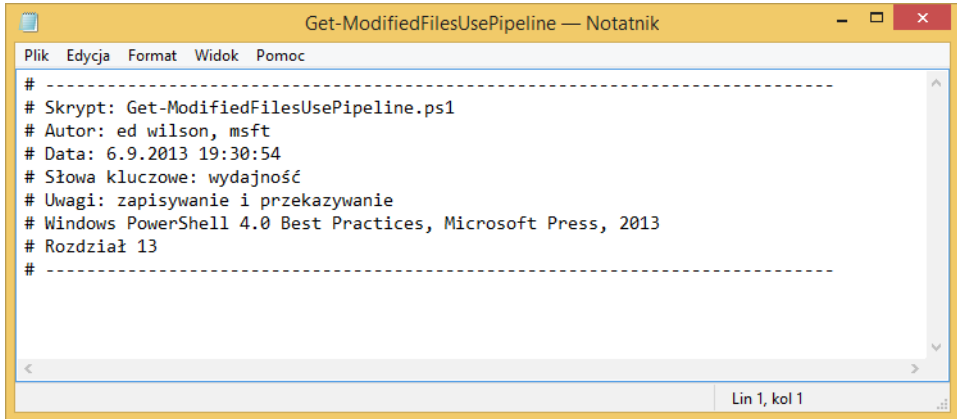 Get-ModifiedFilesUsePipeline — Notatnik
Plik Edycja Format Widok Pomoc
# -----------------------------------------------------------------------------
# Skrypt: Get-ModifiedFilesUsePipeline.ps1
# Autor: ed wilson, msft
# Data: 6.9.2013 19:30:54
# Słowa kluczowe: wydajność
# Uwagi: zapisywanie i przekazywanie
# Windows PowerShell 4.0 Best Practices, Microsoft Press, 2013
# Rozdział 13
# -----------------------------------------------------------------------------
Lin 1, kol 1